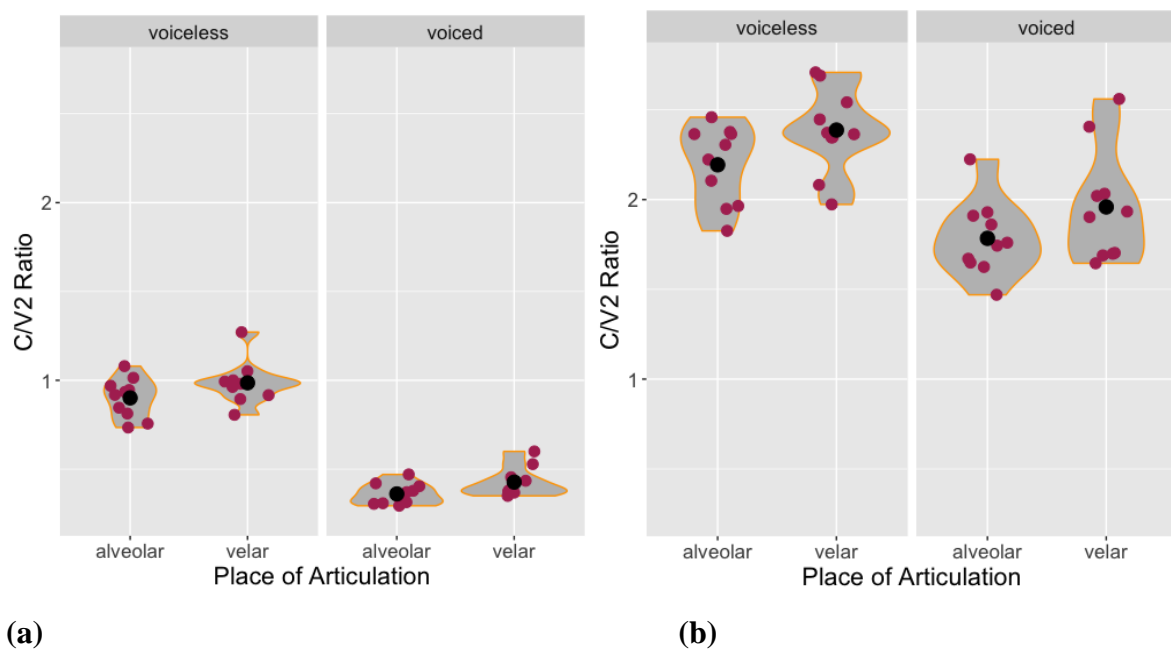 voiceless voiced
C/V2 Ratio
2
1
alveolar velar alveolar velar
Place of Articulation
(a)
voiceless voiced
C/V2 Ratio
2
1
alveolar velar alveolar velar
Place of Articulation
(b)